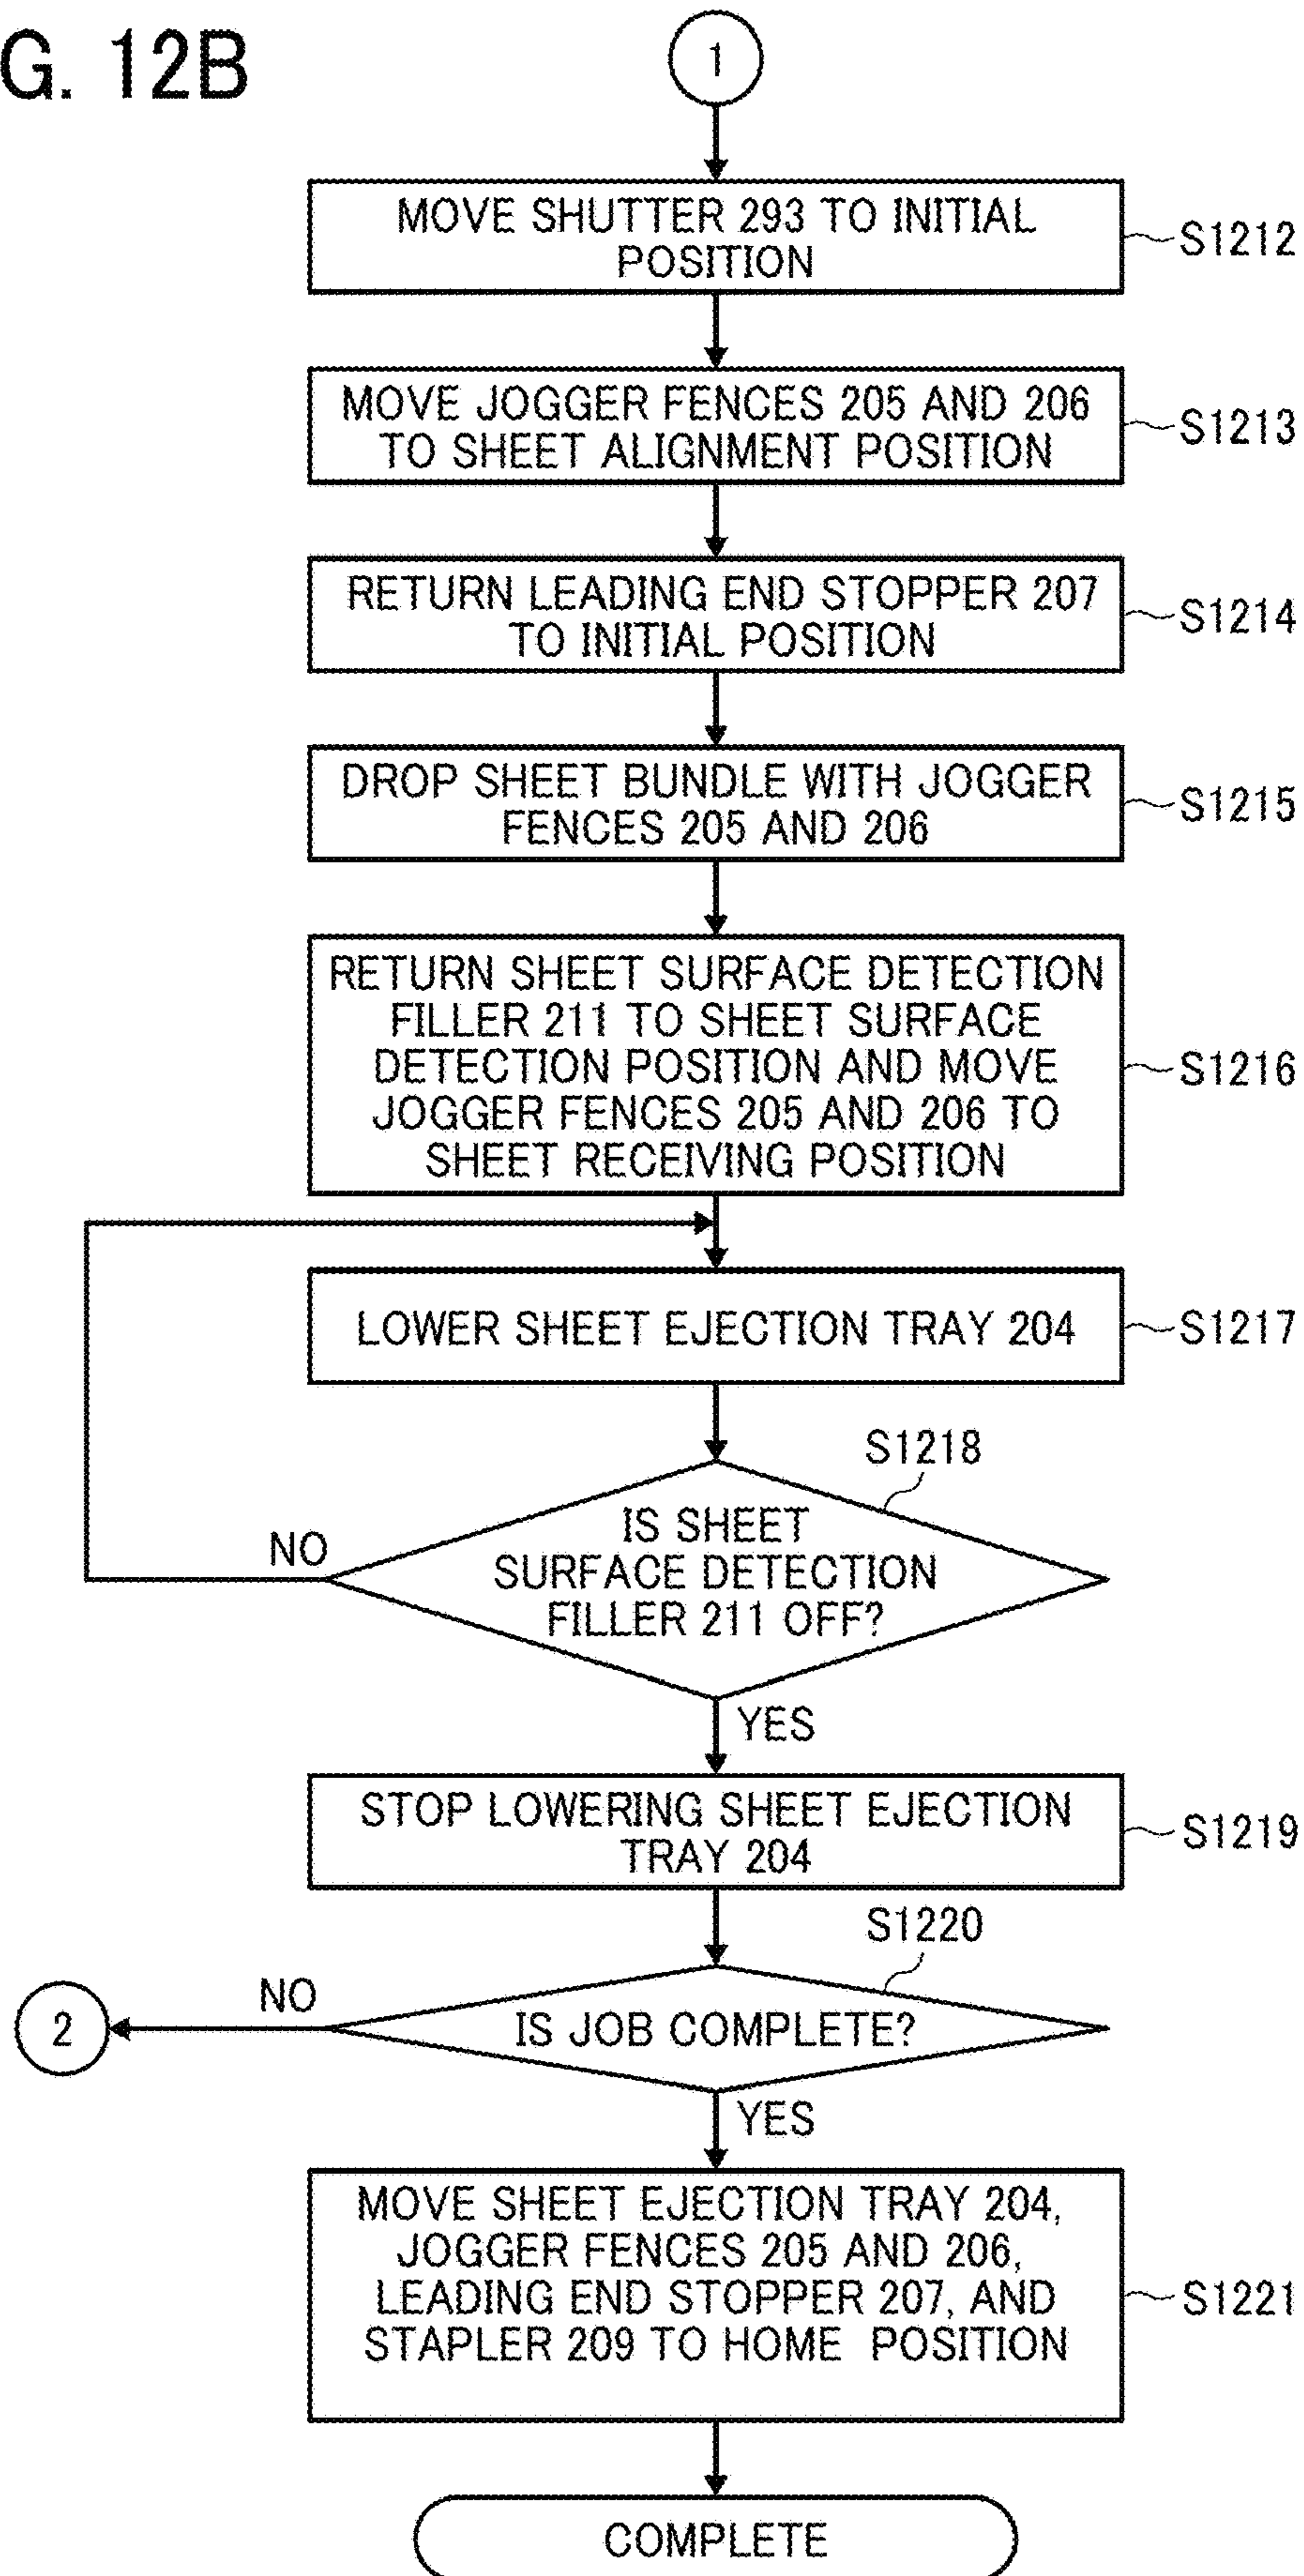 G. 12B
1
MOVE SHUTTER 293 TO INITIAL
POSITION
S1212
MOVE JOGGER FENCES 205 AND 206
TO SHEET ALIGNMENT POSITION
S1213
RETURN LEADING END STOPPER 207
TO INITIAL POSITION
S1214
DROP SHEET BUNDLE WITH JOGGER
FENCES 205 AND 206
S1215
RETURN SHEET SURFACE DETECTION
FILLER 211 TO SHEET SURFACE
DETECTION POSITION AND MOVE
JOGGER FENCES 205 AND 206 TO
SHEET RECEIVING POSITION
S1216
LOWER SHEET EJECTION TRAY 204
S1217
S1218
IS SHEET
SURFACE DETECTION
FILLER 211 OFF?
NO
YES
STOP LOWERING SHEET EJECTION
TRAY 204
S1219
S1220
IS JOB COMPLETE?
NO
2
YES
MOVE SHEET EJECTION TRAY 204,
JOGGER FENCES 205 AND 206,
LEADING END STOPPER 207, AND
STAPLER 209 TO HOME POSITION
S1221
COMPLETE